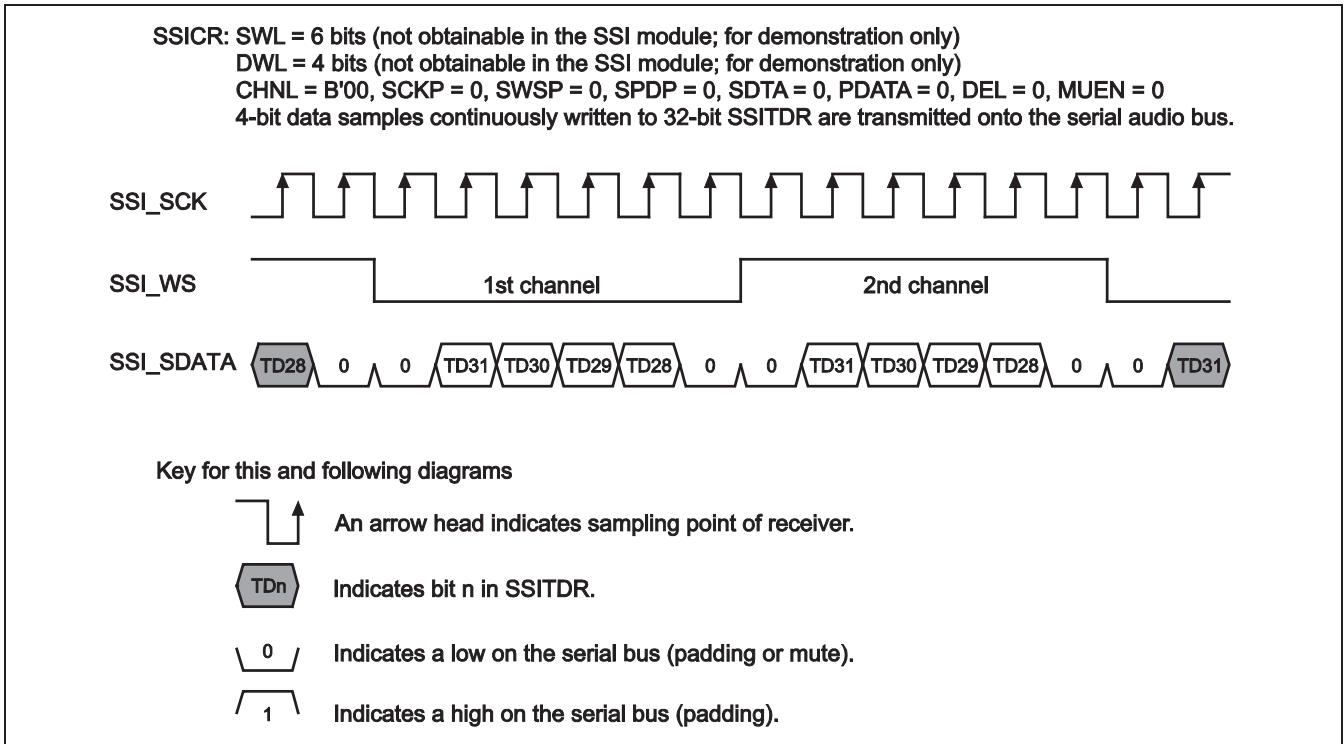 SSICR: SWL = 6 bits (not obtainable in the SSI module; for demonstration only)
DWL = 4 bits (not obtainable in the SSI module; for demonstration only)
CHNL = B'00, SCKP = 0, SWSP = 0, SPDP = 0, SDTA = 0, PDATA = 0, DEL = 0, MUEN = 0
4-bit data samples continuously written to 32-bit SSITDR are transmitted onto the serial audio bus.
SSI_SCK
SSI_WS 1st channel 2nd channel
SSI_SDATA TD28 0 0 TD31 TD30 TD29 TD28 0 0 TD31 TD30 TD29 TD28 0 0 TD31
Key for this and following diagrams
An arrow head indicates sampling point of receiver.
TDn Indicates bit n in SSITDR.
0 Indicates a low on the serial bus (padding or mute).
1 Indicates a high on the serial bus (padding).